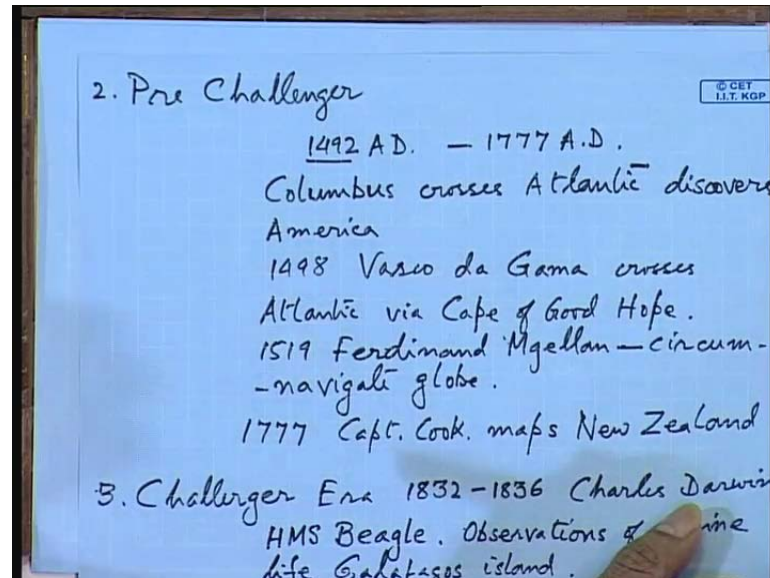 2. Pre Challenger
© CET
I.I.T. KGP
1492 A D. — 1777 A.D.
Columbus crosses Atlantic discovers
America
1498 Vasco da Gama crosses
Atlantic via Cape of Good Hope.
1519 Ferdinand Mgellan — circum-
-navigate globe.
1777 Capt. Cook. maps New Zealand
3. Challenger Era 1832-1836 Charles Darwin
HMS Beagle. Observations of
life Galapagos island.